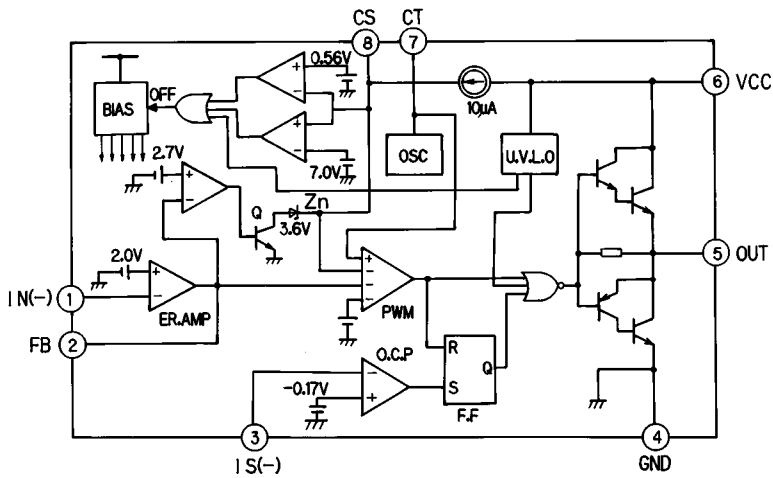 CS CT
8 7
0.56V
+
−
6 VCC
10μA
BIAS
OFF
+
−
7.0V
OSC
U.V.L.O
2.7V
+
−
Q
Zn
3.6V
5 OUT
2.0V
+
−
1
IN(-)
ER.AMP
+
−
−
−
PWM
2
FB
O.C.P
R
Q
S
F.F
−
+
-0.17V
3
IS(-)
4
GND